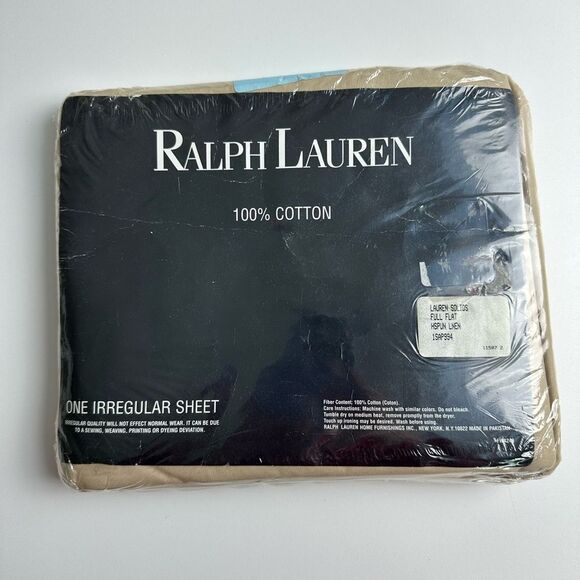 RALPH LAUREN
100% COTTON
LAUREN SOLIDS
FULL FLAT
HSPUN LNEN
1SAP994
11587 2
ONE IRREGULAR SHEET
IRREGULAR QUALITY WILL NOT EFFECT NORMAL WEAR. IT CAN BE DUE
TO A SEWING, WEAVING, PRINTING OR DYEING DEVIATION.
Fiber Content: 100% Cotton (Coton).
Care Instructions: Machine wash with similar colors. Do not bleach.
Tumble dry on medium heat, remove promptly from the dryer.
Touch up ironing may be desired. Wash before using.
RALPH LAUREN HOME FURNISHINGS INC., NEW YORK, N.Y. 10022 MADE IN PAKISTAN